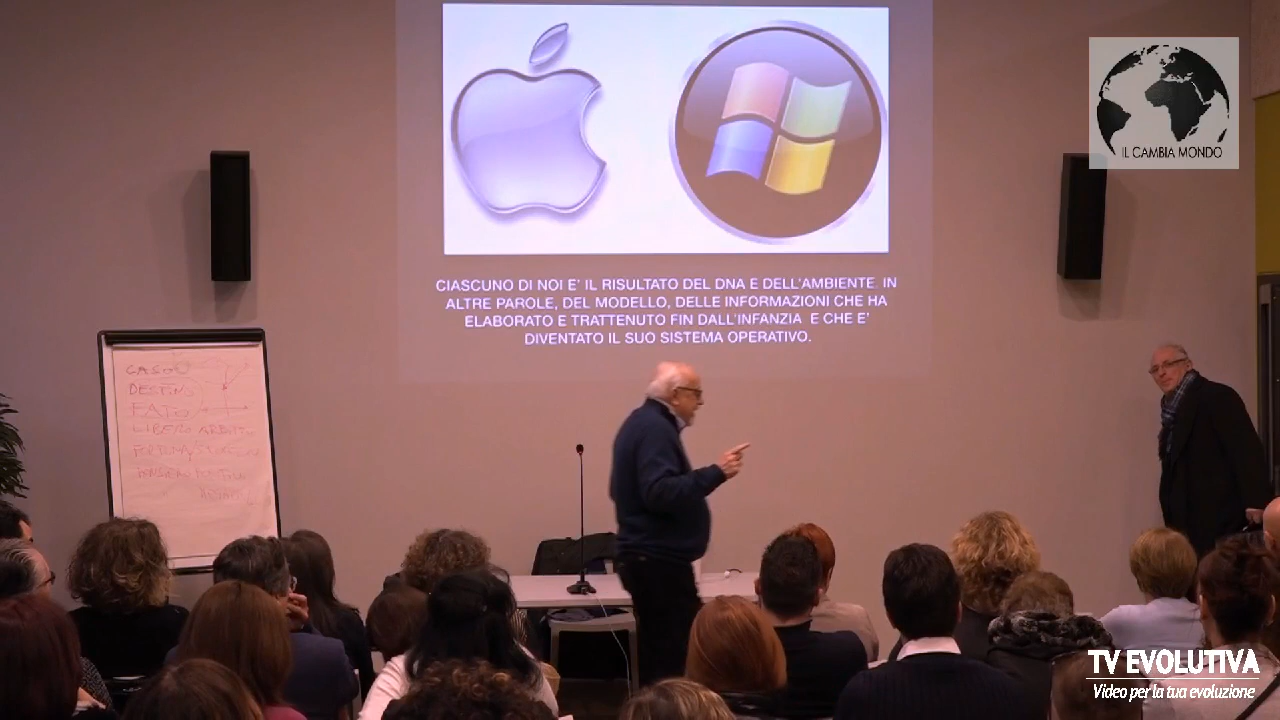 IL CAMBIA MONDO
CIASCUNO DI NOI E' IL RISULTATO DEL DNA E DELL'AMBIENTE. IN
ALTRE PAROLE, DEL MODELLO, DELLE INFORMAZIONI CHE HA
ELABORATO E TRATTENUTO FIN DALL'INFANZIA E CHE E'
DIVENTATO IL SUO SISTEMA OPERATIVO.
CASO
DESTINO
FATO
LIBERO ARBITRIO
TV EVOLUTIVA
Video per la tua evoluzione